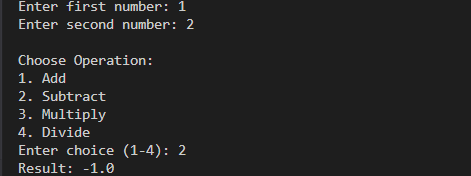 Enter first number: 1
Enter second number: 2
Choose Operation:
1. Add
2. Subtract
3. Multiply
4. Divide
Enter choice (1-4): 2
Result: -1.0